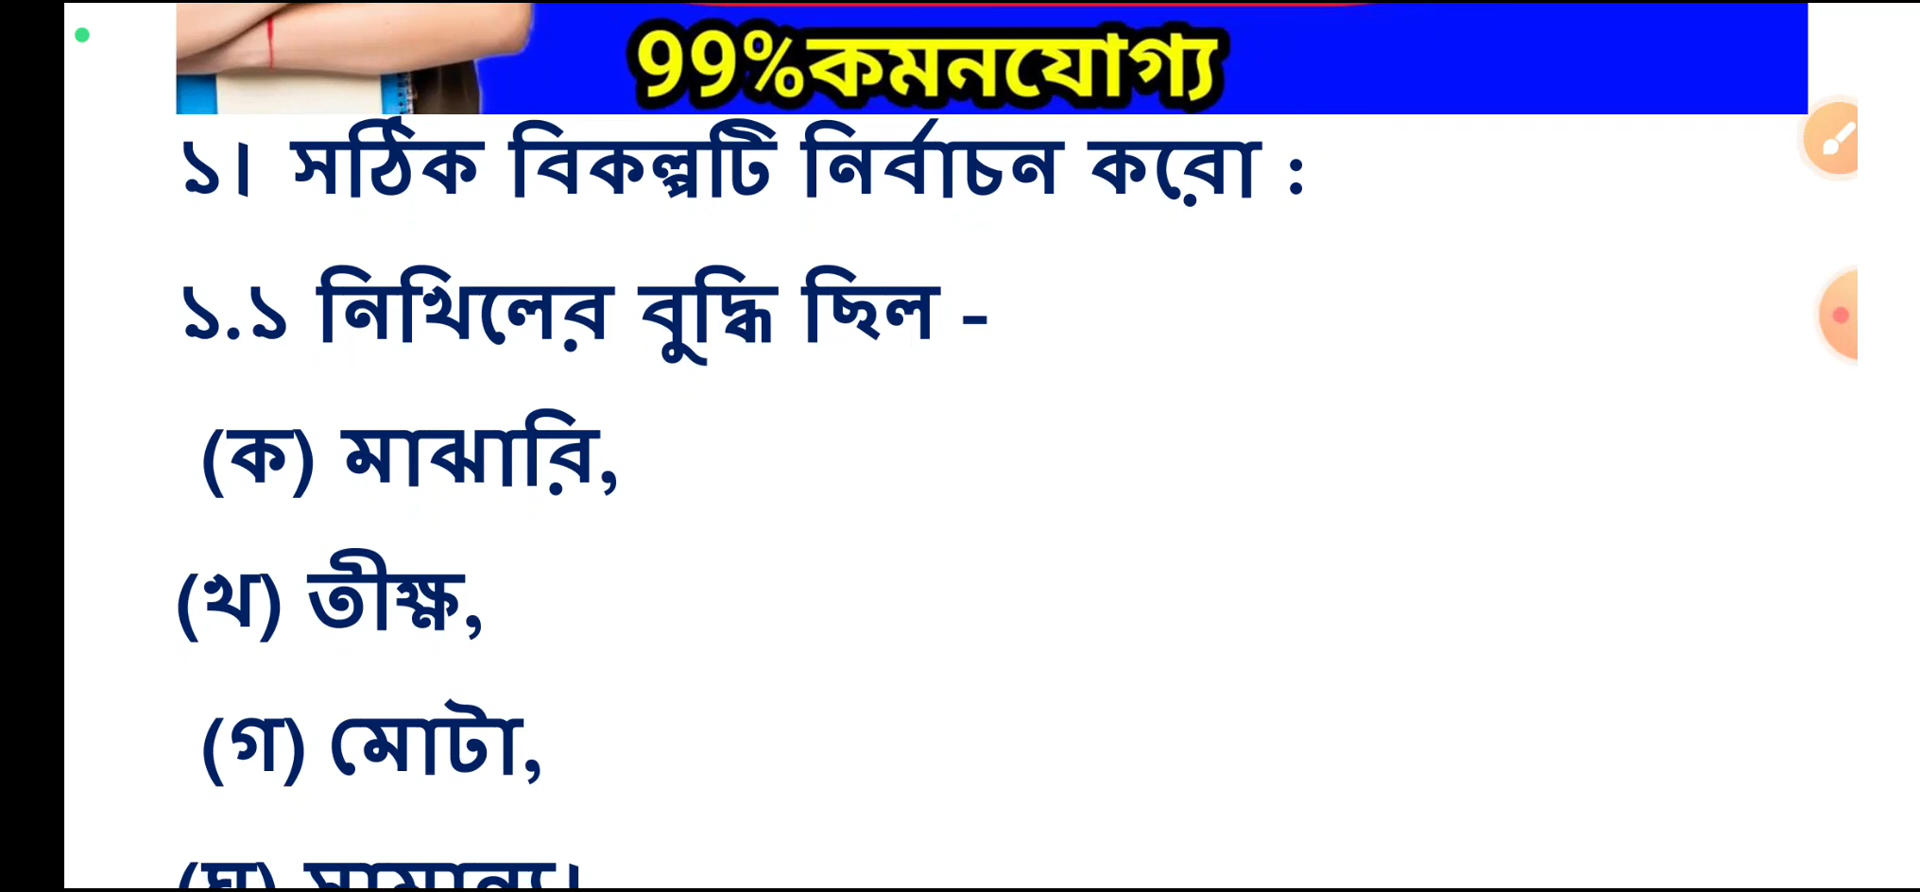 99%কমনযোগ্য
১। সঠিক বিকল্পটি নির্বাচন করো :
১.১ নিখিলের বুদ্ধি ছিল -
(ক) মাঝারি,
(খ) তীক্ষ্ণ,
(গ) মোটা,
(ঘ) সামান্য।